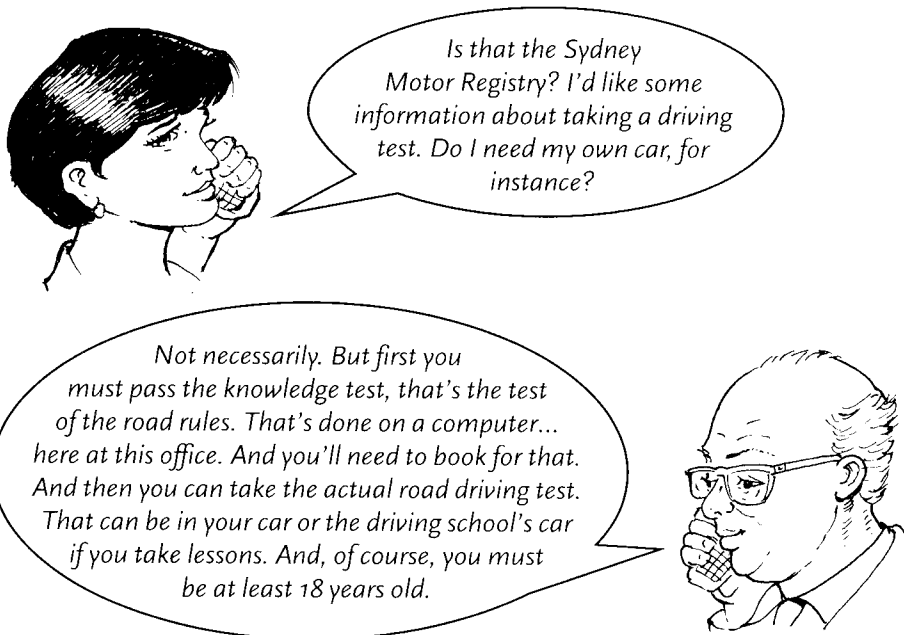 Is that the Sydney
Motor Registry? I'd like some
information about taking a driving
test. Do I need my own car, for
instance?
Not necessarily. But first you
must pass the knowledge test, that's the test
of the road rules. That's done on a computer...
here at this office. And you'll need to book for that.
And then you can take the actual road driving test.
That can be in your car or the driving school's car
if you take lessons. And, of course, you must
be at least 18 years old.